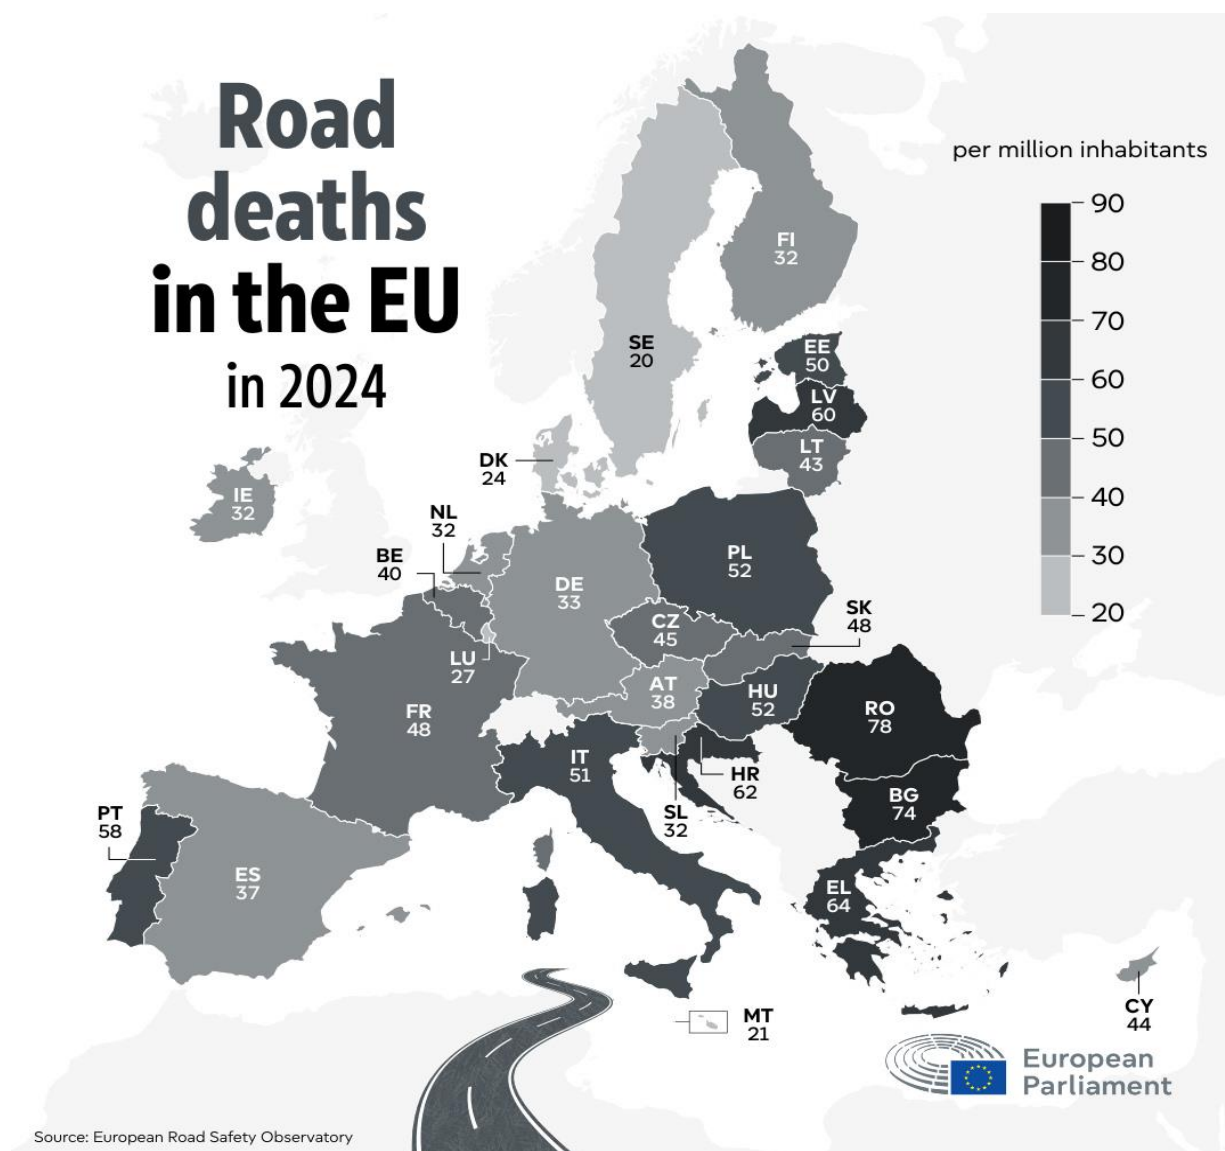 Road
deaths
in the EU
in 2024
per million inhabitants
90
80
70
60
50
40
30
20
FI
32
SE
20
EE
50
LV
60
LT
43
DK
24
IE
32
NL
32
BE
40
PL
52
DE
33
SK
48
CZ
45
LU
27
AT
38
HU
52
RO
78
FR
48
IT
51
HR
62
SL
32
BG
74
PT
58
ES
37
EL
64
CY
44
MT
21
European
Parliament
Source: European Road Safety Observatory